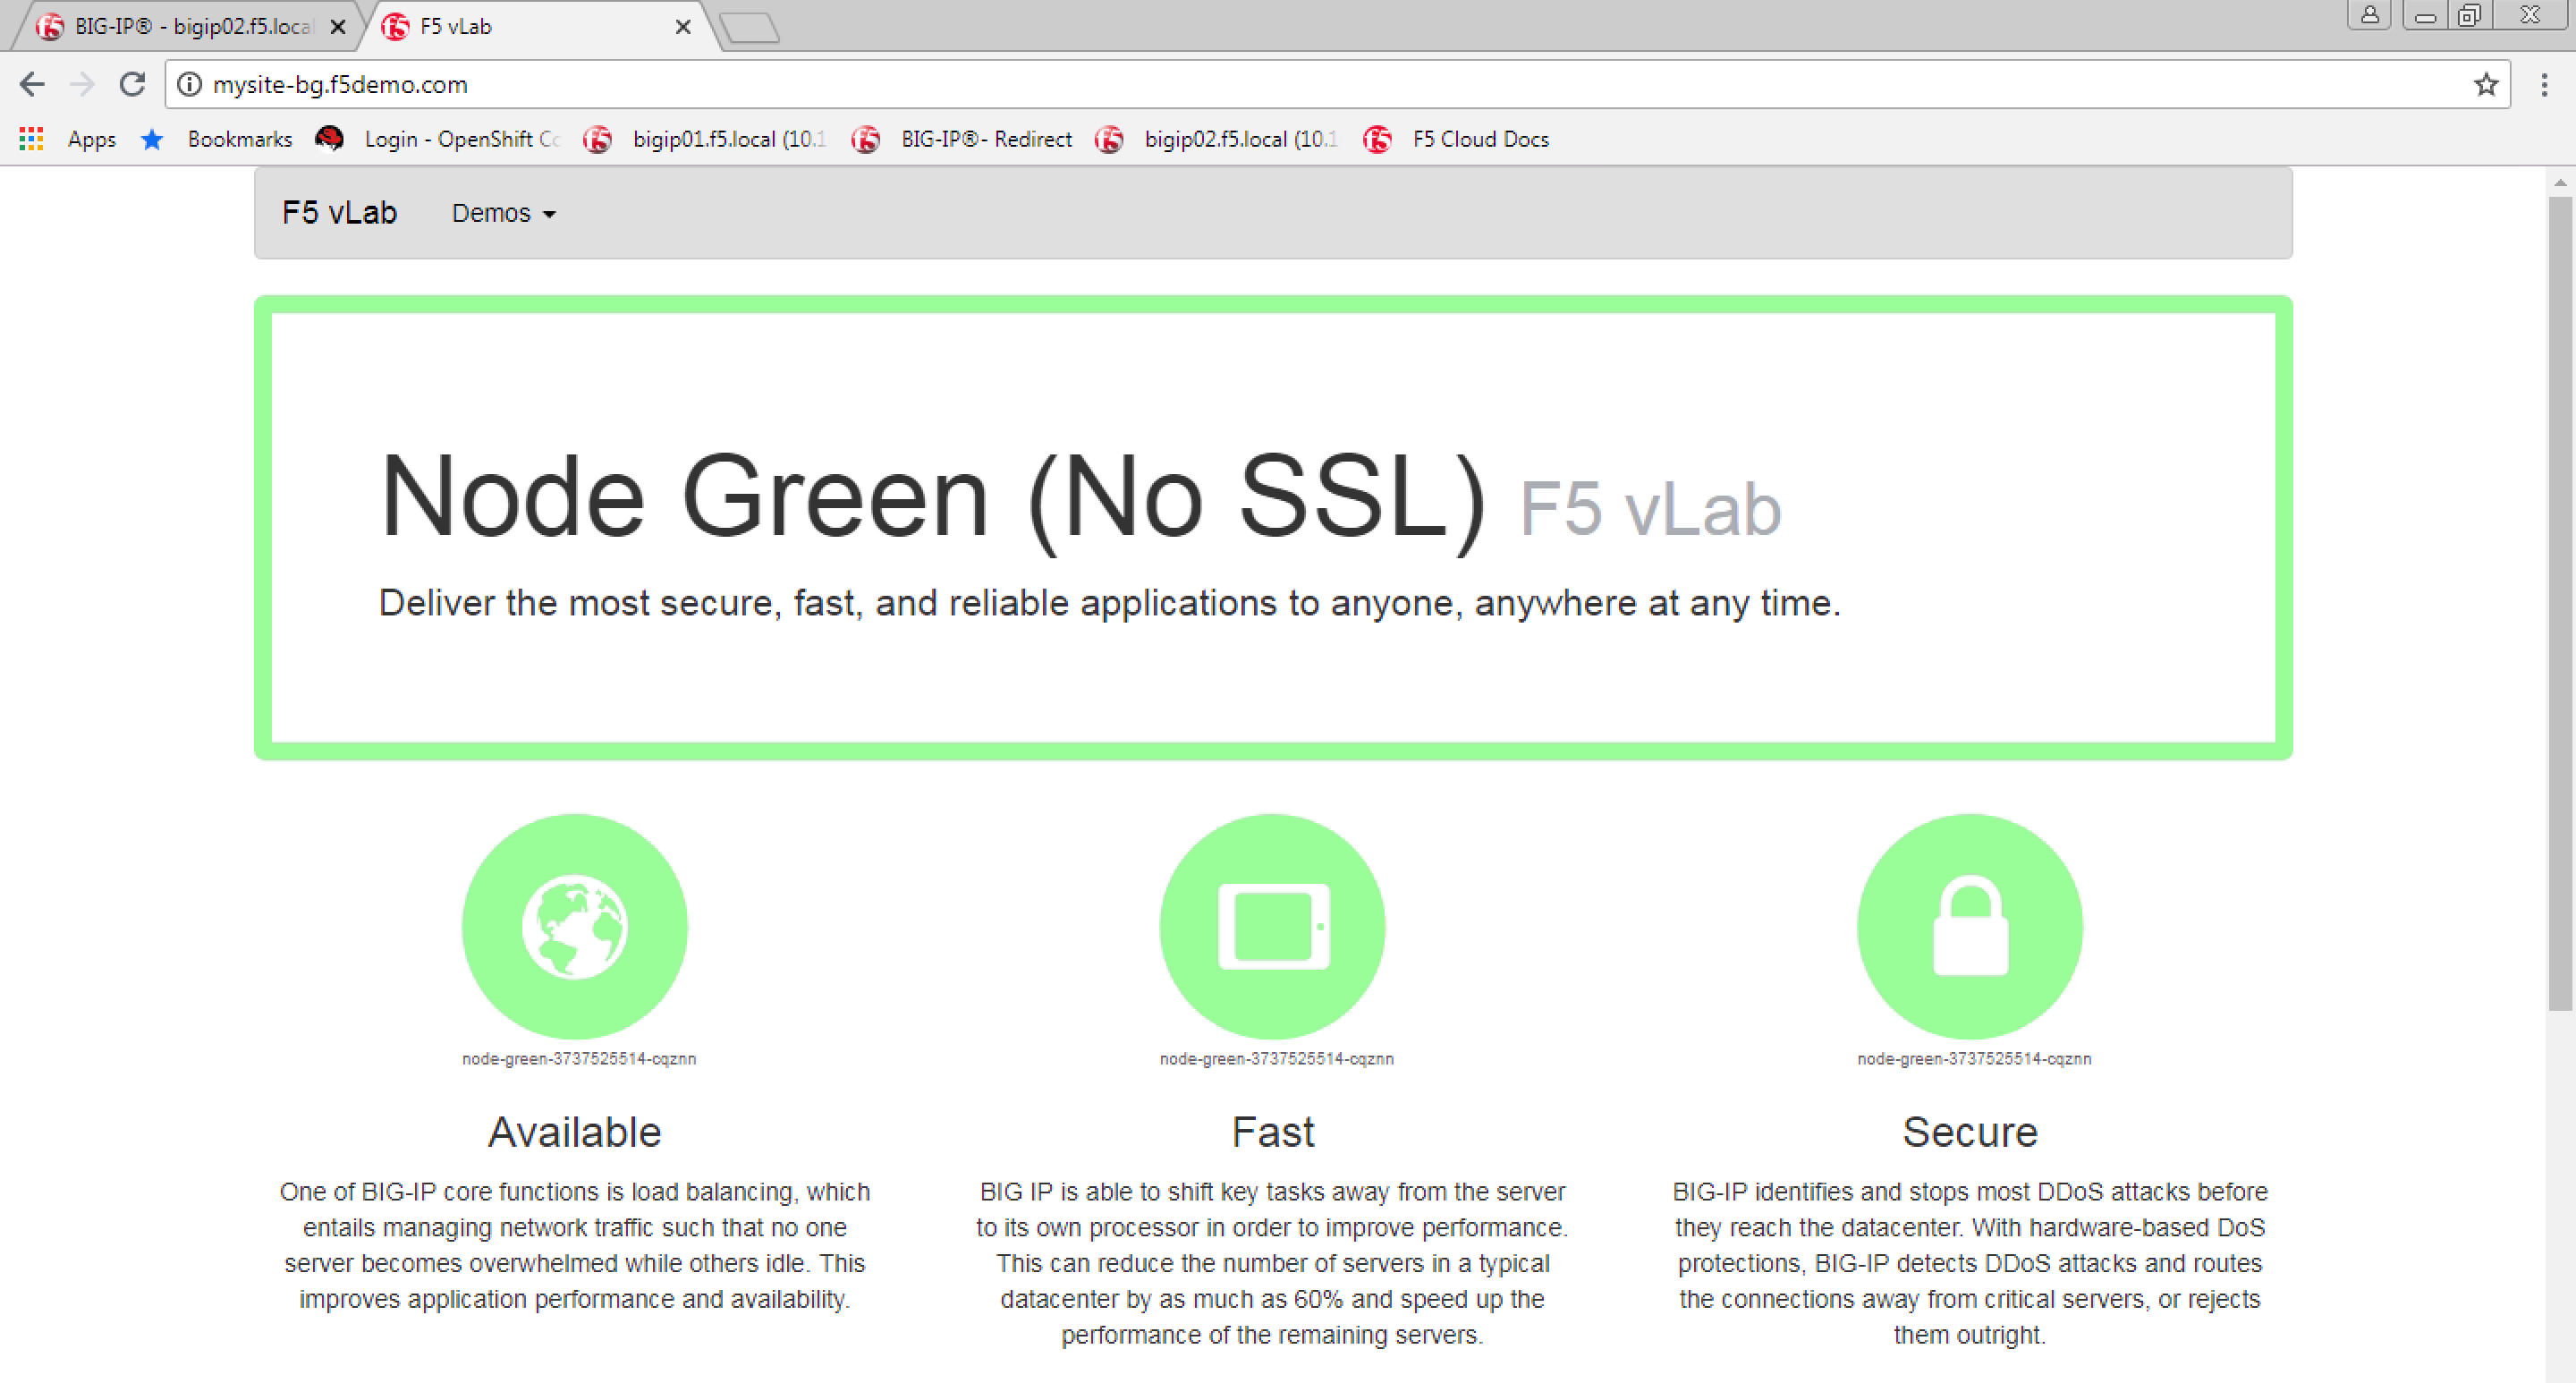 BIG-IP® - bigip02.f5.loca
F5 vLab
mysite-bg.f5demo.com
Apps Bookmarks Login - OpenShift Co bigip01.f5.local (10.1 BIG-IP®- Redirect bigip02.f5.local (10.1 F5 Cloud Docs
F5 vLab Demos
Node Green (No SSL) F5 vLab
Deliver the most secure, fast, and reliable applications to anyone, anywhere at any time.
node-green-3737525514-cqznn
Available
One of BIG-IP core functions is load balancing, which
entails managing network traffic such that no one
server becomes overwhelmed while others idle. This
improves application performance and availability.
node-green-3737525514-cqznn
Fast
BIG IP is able to shift key tasks away from the server
to its own processor in order to improve performance.
This can reduce the number of servers in a typical
datacenter by as much as 60% and speed up the
performance of the remaining servers.
node-green-3737525514-cqznn
Secure
BIG-IP identifies and stops most DDoS attacks before
they reach the datacenter. With hardware-based DoS
protections, BIG-IP detects DDoS attacks and routes
the connections away from critical servers, or rejects
them outright.